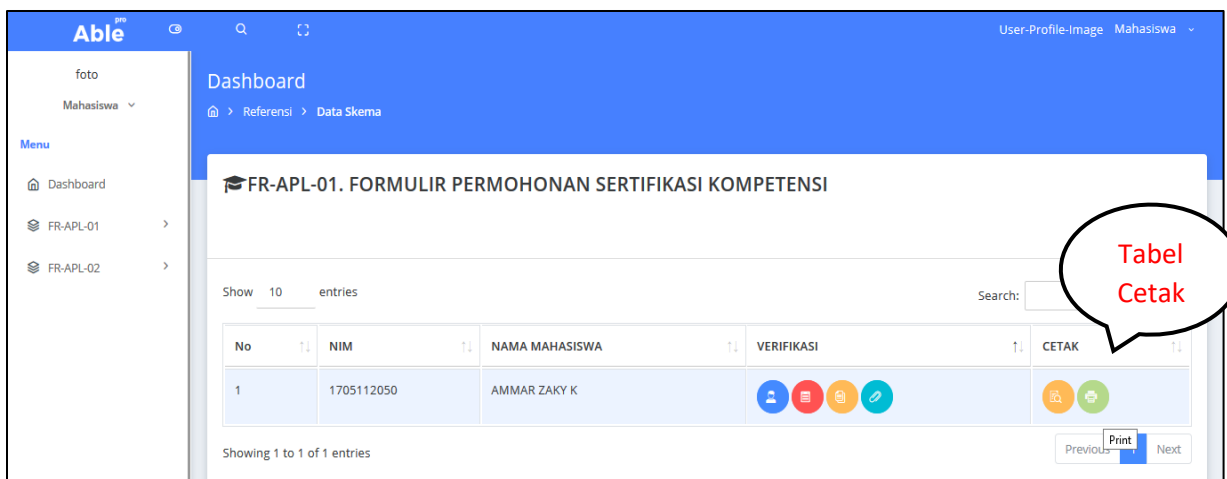 Able pro
User-Profile-Image Mahasiswa
foto
Mahasiswa
Menu
Dashboard
FR-APL-01
FR-APL-02
Dashboard
> Referensi > Data Skema
FR-APL-01. FORMULIR PERMOHONAN SERTIFIKASI KOMPETENSI
Tabel
Cetak
Show 10 entries
Search:
No NIM NAMA MAHASISWA VERIFIKASI CETAK
1 1705112050 AMMAR ZAKY K
Print
Showing 1 to 1 of 1 entries
Previous 1 Next